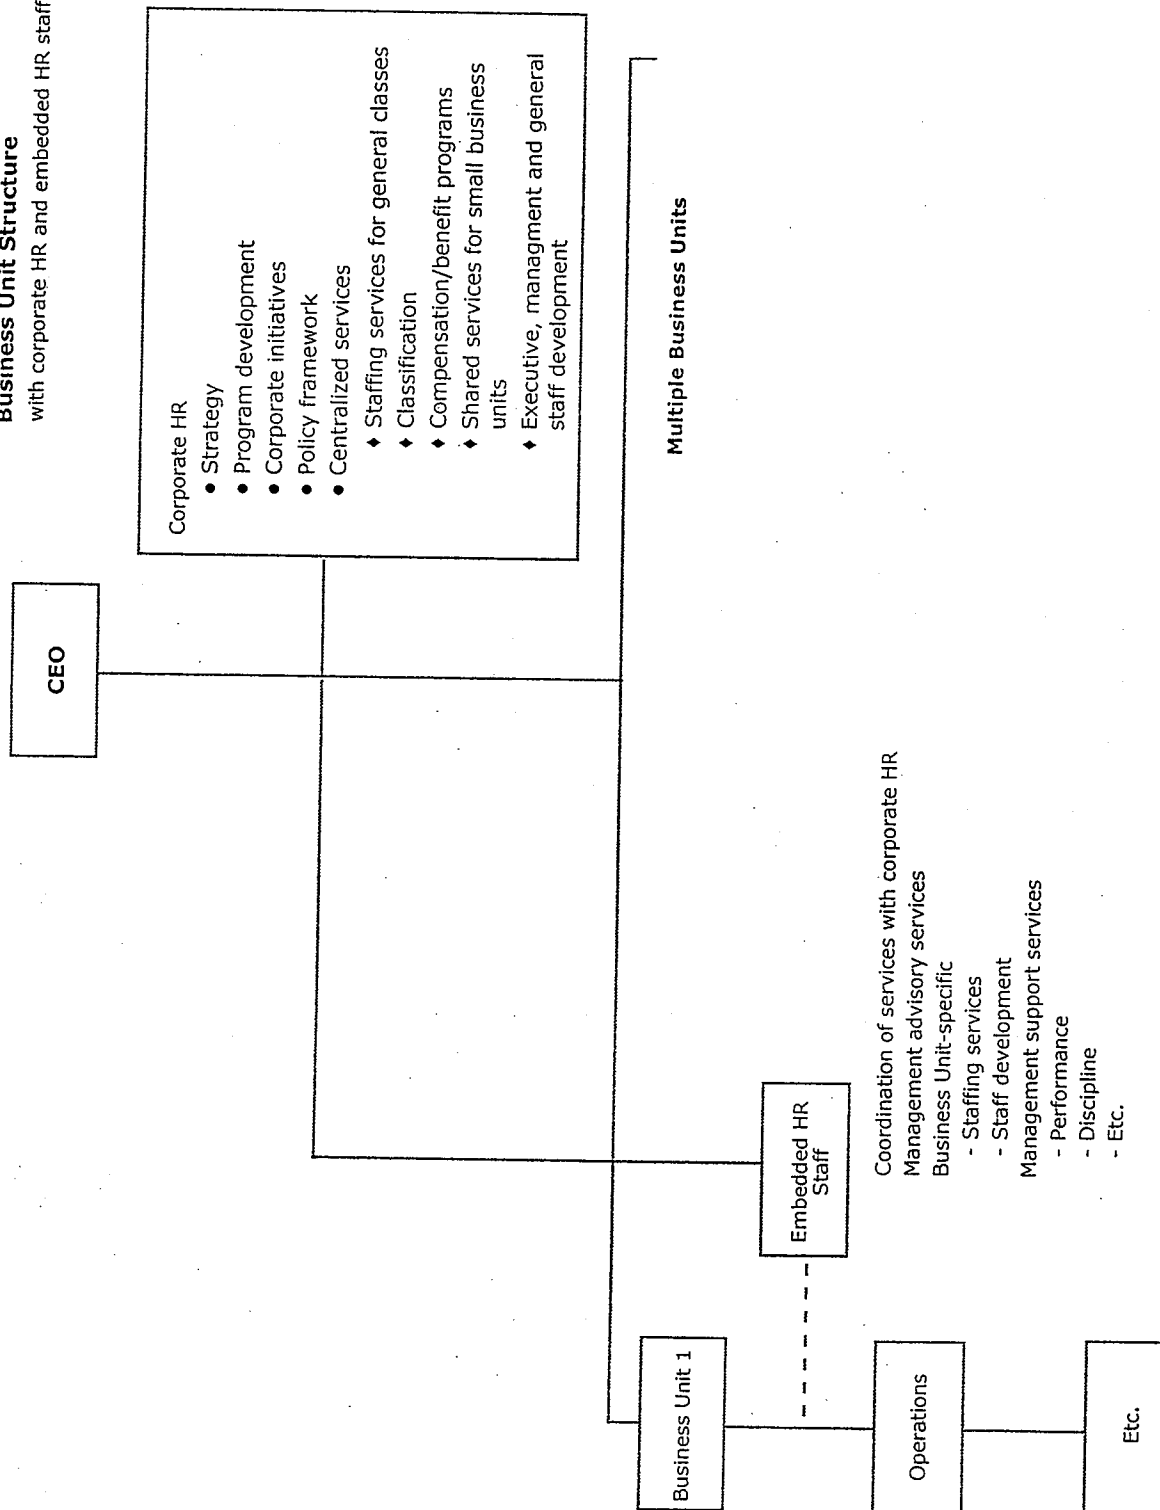 Business Unit Structure
with corporate HR and embedded HR staff
CEO
Corporate HR
● Strategy
● Program development
● Corporate initiatives
● Policy framework
● Centralized services
♦ Staffing services for general classes
♦ Classification
♦ Compensation/benefit programs
♦ Shared services for small business
units
♦ Executive, managment and general
staff development
Multiple Business Units
Business Unit 1
Embedded HR
Staff
Coordination of services with corporate HR
Management advisory services
Business Unit-specific
- Staffing services
- Staff development
Management support services
- Performance
- Discipline
- Etc.
Operations
Etc.